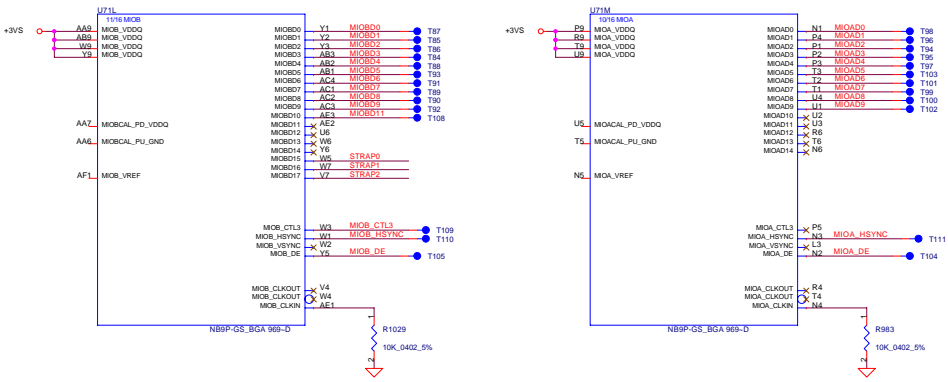 U71L
11/16 MIOB
+3VS
AA9 MIOB_VDDQ
AB9 MIOB_VDDQ
W9 MIOB_VDDQ
Y9 MIOB_VDDQ
AA7 MIOBCAL_PD_VDDQ
AA6 MIOBCAL_PU_GND
AF1 MIOB_VREF
MIOBD0 Y1 MIOBD0 T87
MIOBD1 Y2 MIOBD1 T85
MIOBD2 Y3 MIOBD2 T86
MIOBD3 AB3 MIOBD3 T84
MIOBD4 AB2 MIOBD4 T88
MIOBD5 AB1 MIOBD5 T93
MIOBD6 AC4 MIOBD6 T91
MIOBD7 AC1 MIOBD7 T89
MIOBD8 AC2 MIOBD8 T90
MIOBD9 AC3 MIOBD9 T92
MIOBD10 AE3 MIOBD11 T108
MIOBD11 AE2
MIOBD12 U6
MIOBD13 W6
MIOBD14 Y6
MIOBD15 W5 STRAP0
MIOBD16 W7 STRAP1
MIOBD17 V7 STRAP2
MIOB_CTL3 W3 MIOB_CTL3 T109
MIOB_HSYNC W1 MIOB_HSYNC T110
MIOB_VSYNC W2
MIOB_DE Y5 MIOB_DE T105
MIOB_CLKOUT V4
MIOB_CLKOUT W4
MIOB_CLKIN AE1
NB9P-GS_BGA 969~D
1
R1029
10K_0402_5%
2
U71M
10/16 MIOA
+3VS
P9 MIOA_VDDQ
R9 MIOA_VDDQ
T9 MIOA_VDDQ
U9 MIOA_VDDQ
U5 MIOACAL_PD_VDDQ
T5 MIOACAL_PU_GND
N5 MIOA_VREF
MIOAD0 N1 MIOAD0 T98
MIOAD1 P4 MIOAD1 T96
MIOAD2 P1 MIOAD2 T94
MIOAD3 P2 MIOAD3 T95
MIOAD4 P3 MIOAD4 T97
MIOAD5 T3 MIOAD5 T103
MIOAD6 T2 MIOAD6 T101
MIOAD7 T1 MIOAD7 T99
MIOAD8 U4 MIOAD8 T100
MIOAD9 U1 MIOAD9 T102
MIOAD10 U2
MIOAD11 U3
MIOAD12 R6
MIOAD13 T6
MIOAD14 N6
MIOA_CTL3 P5
MIOA_HSYNC N3 MIOA_HSYNC T111
MIOA_VSYNC L3
MIOA_DE N2 MIOA_DE T104
MIOA_CLKOUT R4
MIOA_CLKOUT T4
MIOA_CLKIN N4
NB9P-GS_BGA 969~D
1
R983
10K_0402_5%
2